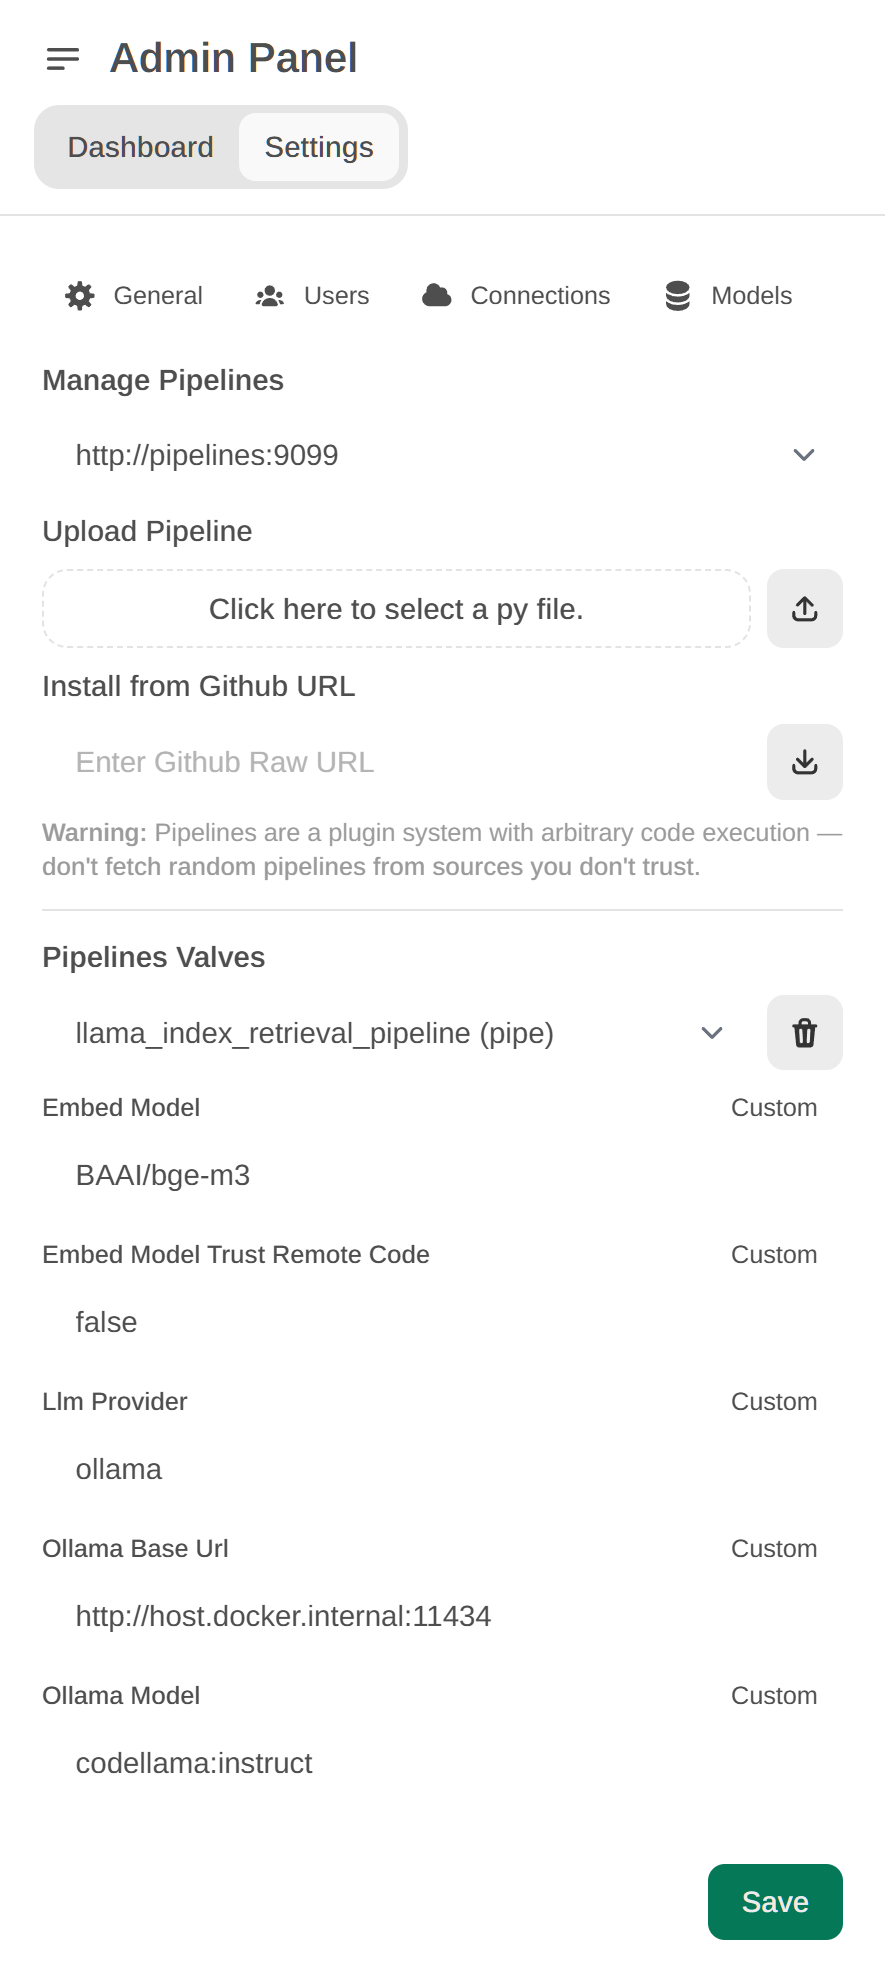 Admin Panel
Dashboard Settings
General Users Connections Models
Manage Pipelines
http://pipelines:9099
Upload Pipeline
Click here to select a py file.
Install from Github URL
Enter Github Raw URL
Warning: Pipelines are a plugin system with arbitrary code execution —
don't fetch random pipelines from sources you don't trust.
Pipelines Valves
llama_index_retrieval_pipeline (pipe)
Embed Model Custom
BAAI/bge-m3
Embed Model Trust Remote Code Custom
false
Llm Provider Custom
ollama
Ollama Base Url Custom
http://host.docker.internal:11434
Ollama Model Custom
codellama:instruct
Save